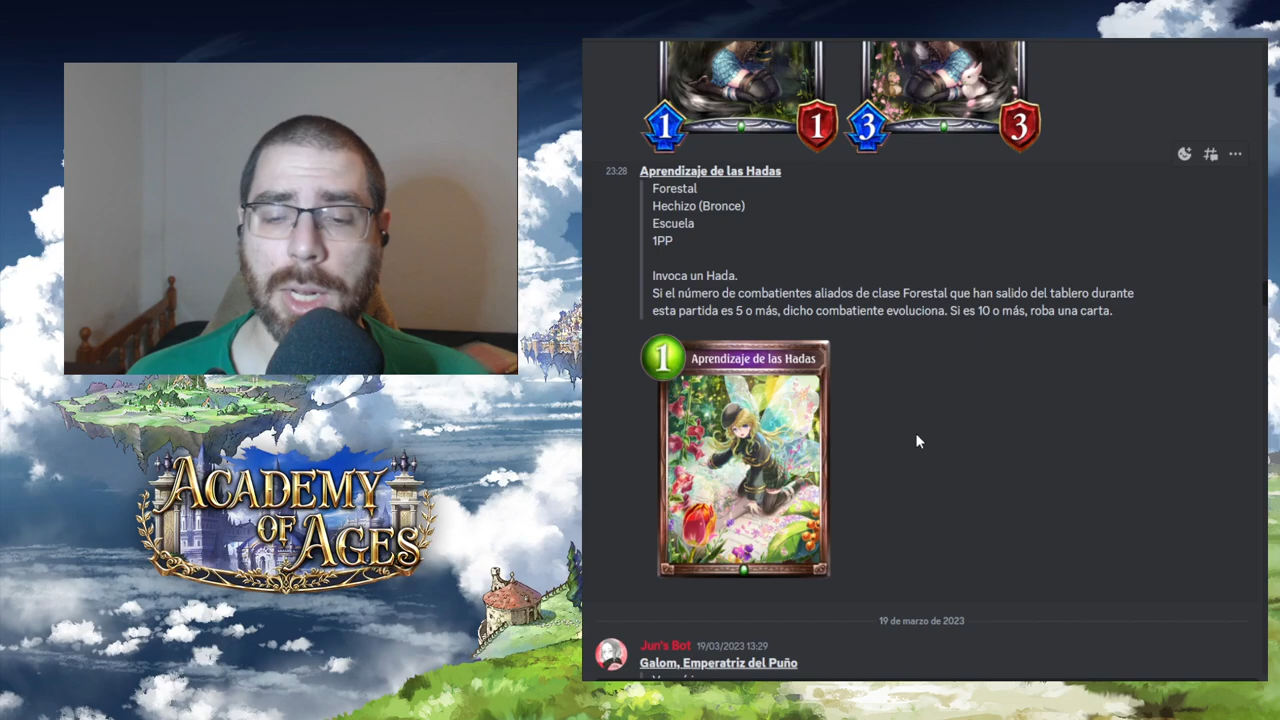 1
1
3
3
23:28
Aprendizaje de las Hadas
Forestal
Hechizo (Bronce)
Escuela
1PP
Invoca un Hada.
Si el número de combatientes aliados de clase Forestal que han salido del tablero durante
esta partida es 5 o más, dicho combatiente evoluciona. Si es 10 o más, roba una carta.
1
Aprendizaje de las Hadas
ACADEMY
OF
AGES
19 de marzo de 2023
Jun's Bot 19/03/2023 13:29
Galom, Emperatriz del Puño